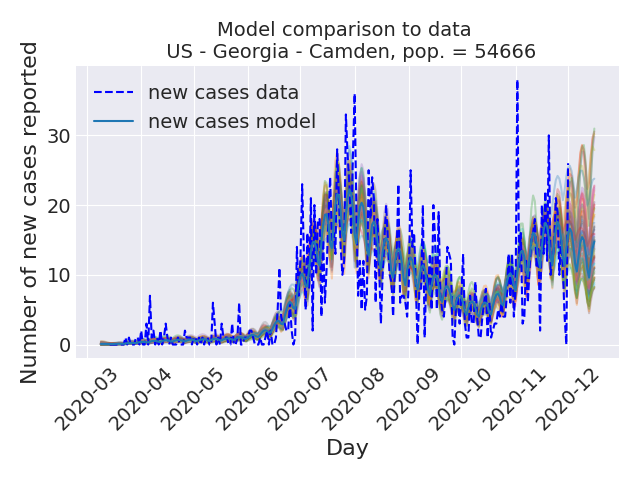 Model comparison to data
US - Georgia - Camden, pop. = 54666
Number of new cases reported
new cases data
new cases model
30
20
10
0
2020-03
2020-04
2020-05
2020-06
2020-07
2020-08
2020-09
2020-10
2020-11
2020-12
Day